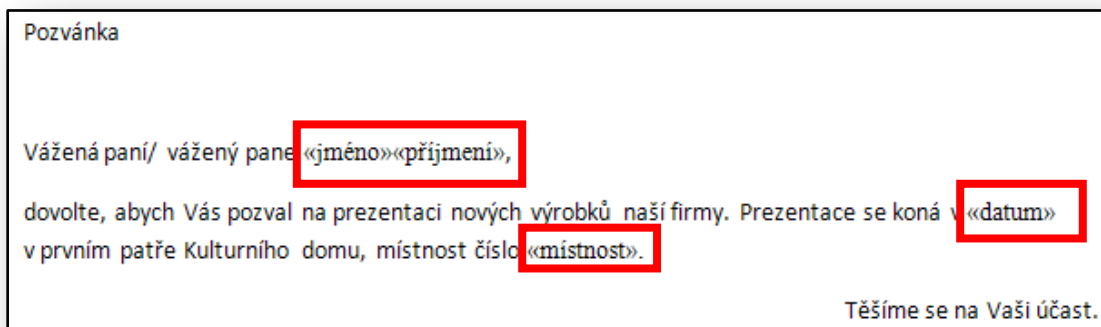 Pozvánka
Vážená paní/ vážený pane «jméno»«příjmení»,
dovolte, abych Vás pozval na prezentaci nových výrobků naší firmy. Prezentace se koná v «datum»
v prvním patře Kulturního domu, místnost číslo «místnost».
Těšíme se na Vaši účast.